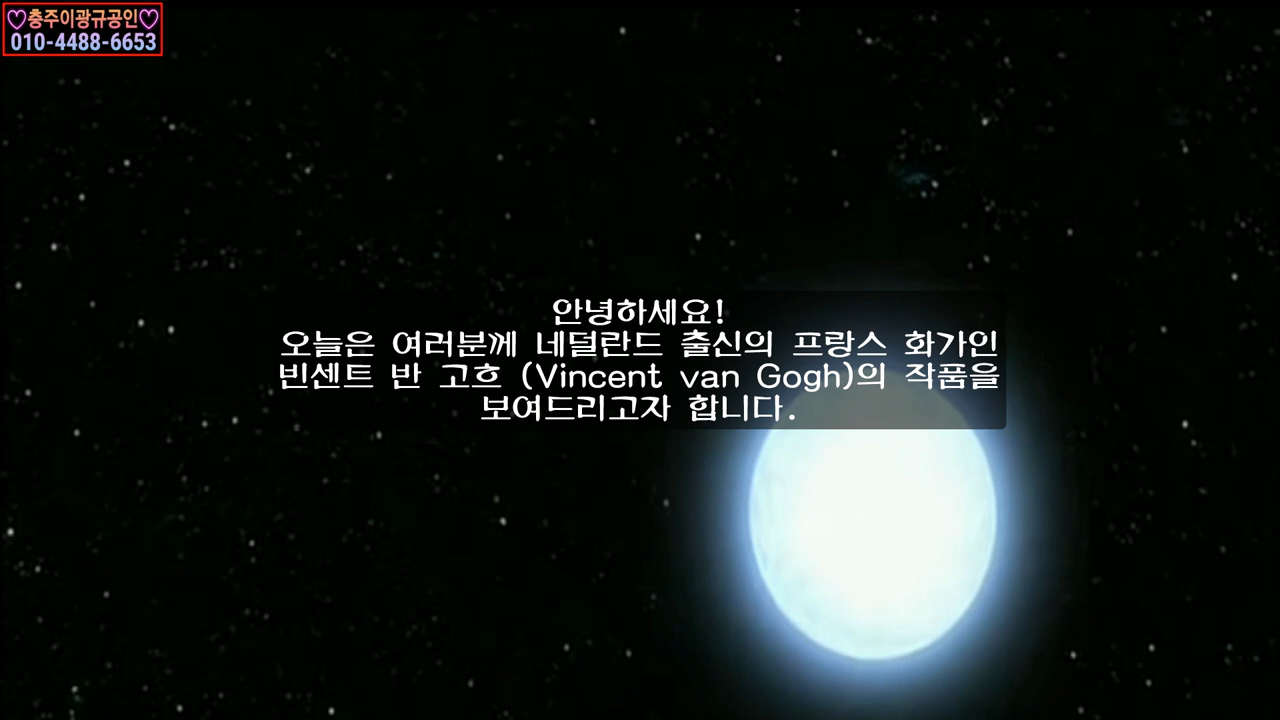 ♡충주이광규공인♡
010-4488-6653
안녕하세요!
오늘은 여러분께 네덜란드 출신의 프랑스 화가인
빈센트 반 고흐 (Vincent van Gogh)의 작품을
보여드리고자 합니다.